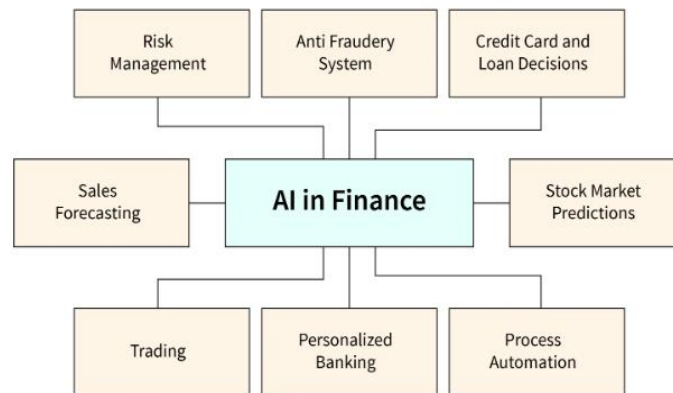 Risk
Management
Anti Fraudery
System
Credit Card and
Loan Decisions
Sales
Forecasting
AI in Finance
Stock Market
Predictions
Trading
Personalized
Banking
Process
Automation